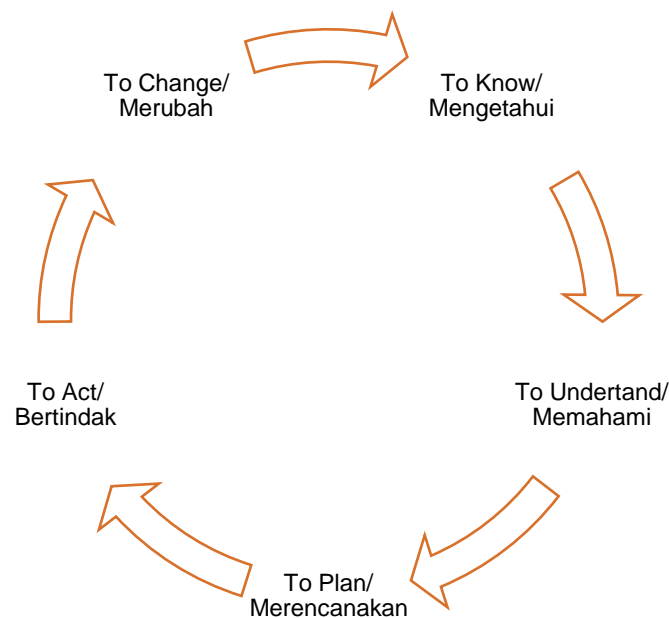 To Change/
Merubah
To Know/
Mengetahui
To Undertand/
Memahami
To Plan/
Merencanakan
To Act/
Bertindak